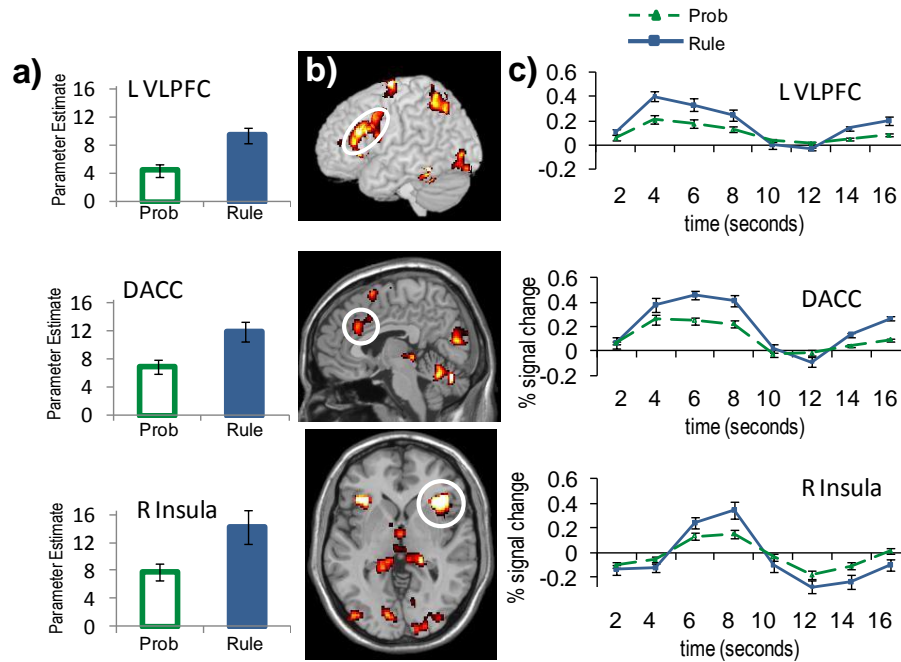 Prob
Rule
a)
b)
c)
L VLPFC
Parameter Estimate
16
12
8
4
0
Prob
Rule
L VLPFC
0.6
0.4
0.2
0
-0.2
2 4 6 8 10 12 14 16
time (seconds)
DACC
Parameter Estimate
16
12
8
4
0
Prob
Rule
DACC
% signal change
0.6
0.4
0.2
0
-0.2
2 4 6 8 10 12 14 16
time (seconds)
R Insula
Parameter Estimate
16
12
8
4
0
Prob
Rule
R Insula
% signal change
0.6
0.4
0.2
0
-0.2
2 4 6 8 10 12 14 16
time (seconds)